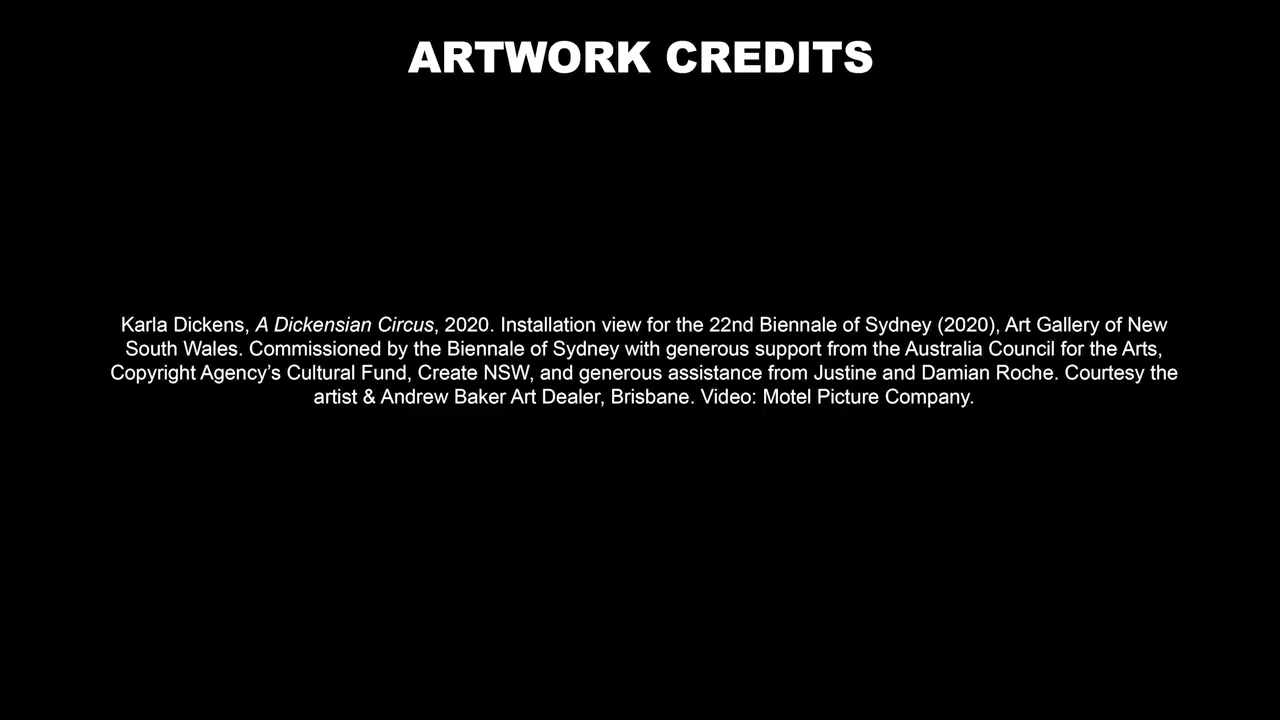 ARTWORK CREDITS
Karla Dickens, A Dickensian Circus, 2020. Installation view for the 22nd Biennale of Sydney (2020), Art Gallery of New
South Wales. Commissioned by the Biennale of Sydney with generous support from the Australia Council for the Arts,
Copyright Agency’s Cultural Fund, Create NSW, and generous assistance from Justine and Damian Roche. Courtesy the
artist & Andrew Baker Art Dealer, Brisbane. Video: Motel Picture Company.